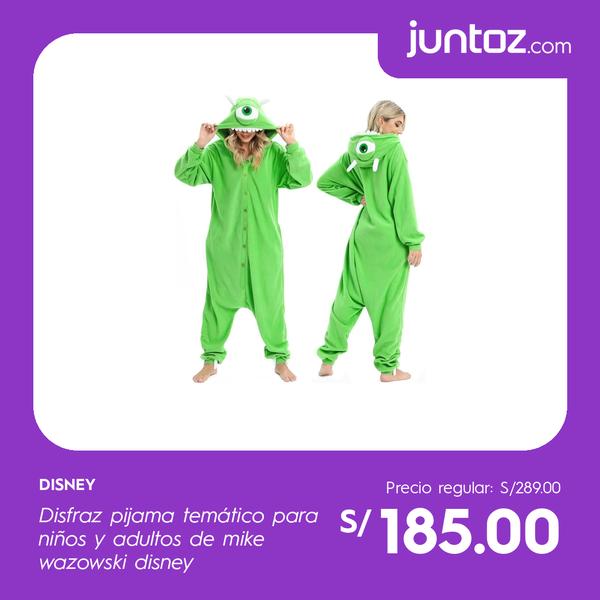 juntoz.com
DISNEY
Disfraz pijama temático para
niños y adultos de mike
wazowski disney
Precio regular: S/289.00
S/185.00